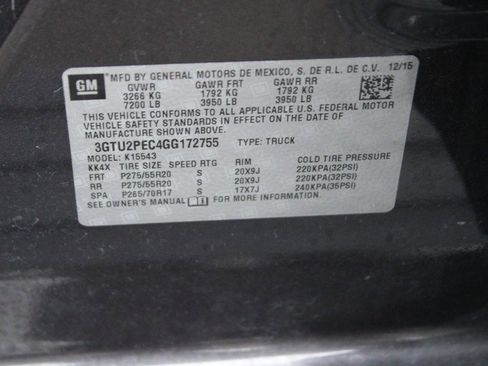 GM
MFD BY GENERAL MOTORS DE MEXICO, S. DE R.L. DE C.V. 12/15
GVWR GAWR FRT GAWR RR
3266 KG 1792 KG 1792 KG
7200 LB 3950 LB 3950 LB
THIS VEHICLE CONFORMS TO ALL APPLICABLE U.S. FEDERAL MOTOR
VEHICLE SAFETY STANDARDS IN EFFECT ON THE DATE OF
MANUFACTURE SHOWN ABOVE.
3GTU2PEC4GG172755 TYPE: TRUCK
MODEL: K15543
KK4X TIRE SIZE SPEED RTG RIM COLD TIRE PRESSURE
FRT P275/55R20 S 20X9J 220KPA(32PSI)
RR P275/55R20 S 20X9J 220KPA(32PSI)
SPA P265/70R17 S 17X7J 240KPA(35PSI)
SEE OWNER'S MANUAL FOR MORE INFORMATION.